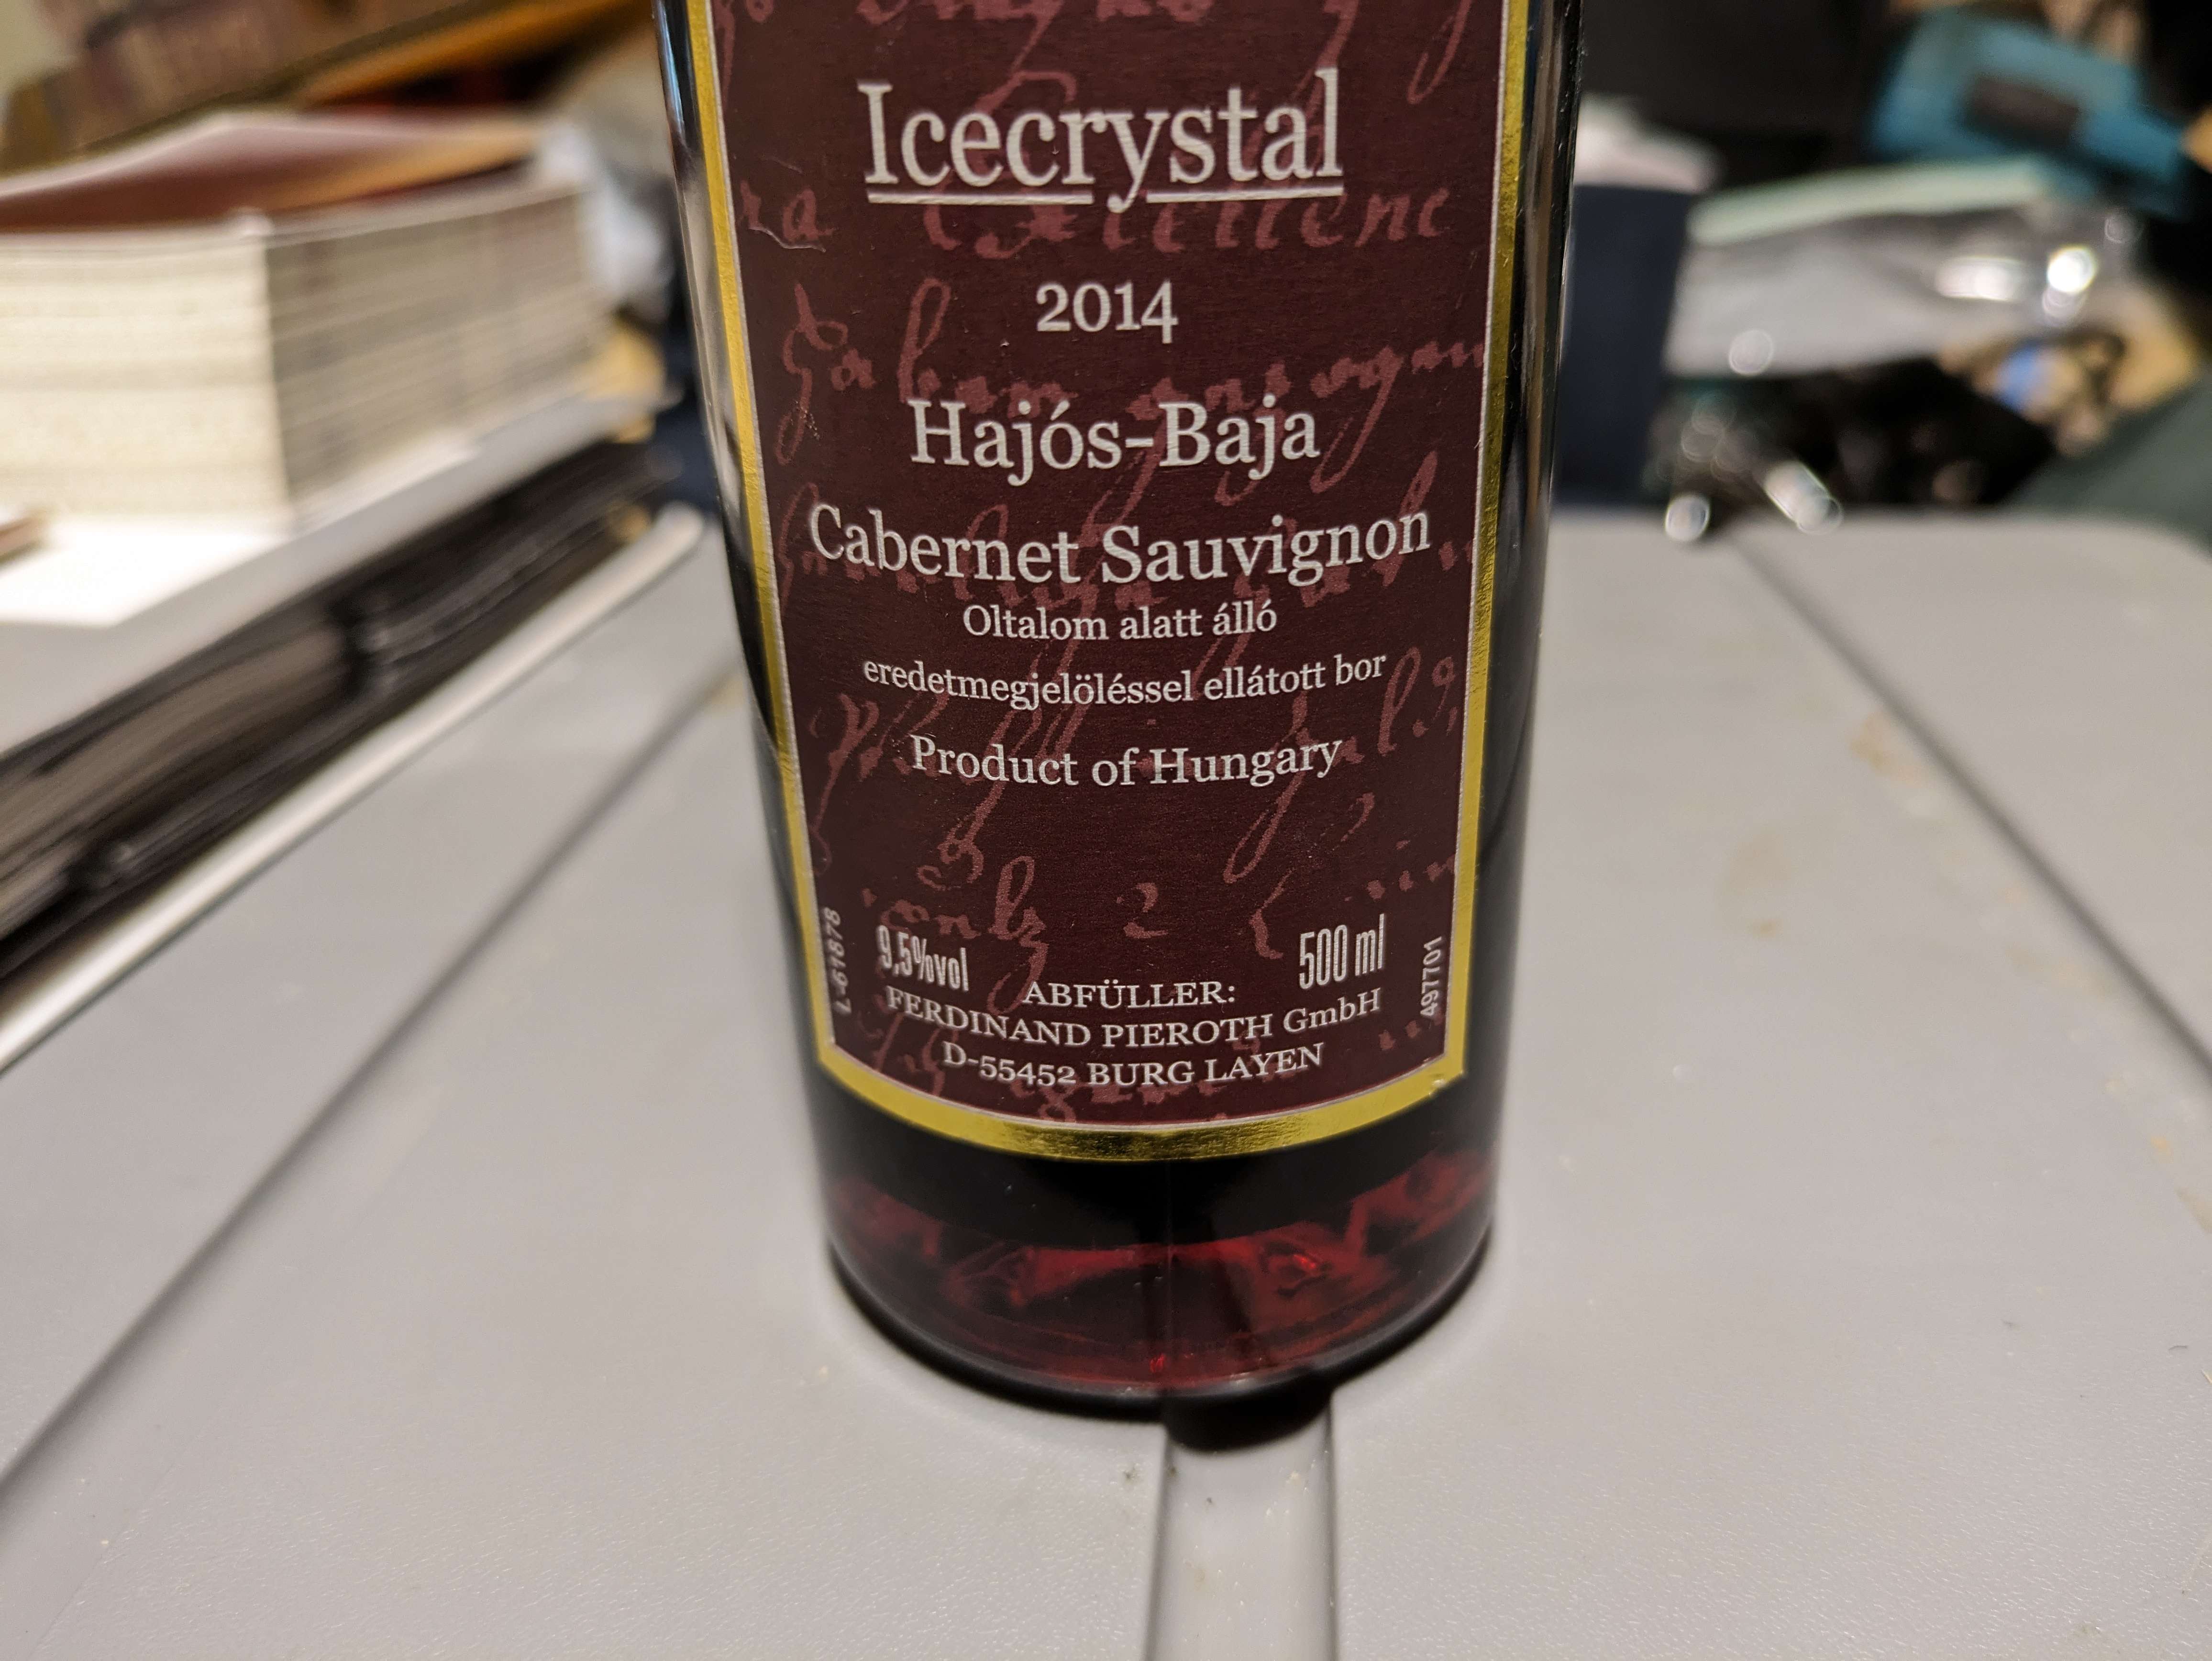 Icecrystal
2014
Hajós-Baja
Cabernet Sauvignon
Oltalom alatt álló
eredetmegjelöléssel ellátott bor
Product of Hungary
9,5%vol
500 ml
L-61878
497701
ABFÜLLER:
FERDINAND PIEROTH GmbH
D-55452 BURG LAYEN